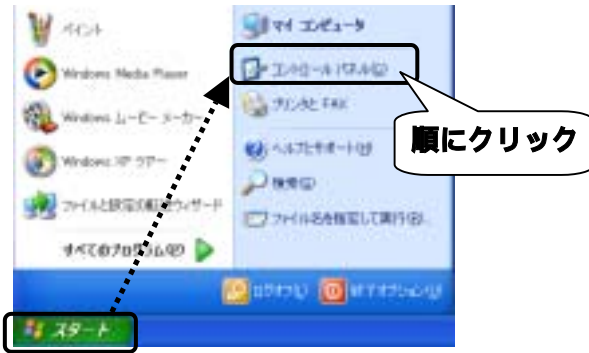 ペイント
Windows Media Player
Windows ムービー メーカー
Windows XP ツアー
ファイルと設定の転送ウィザード
すべてのプログラム(P)
マイ コンピュータ
コントロール パネル(C)
プリンタと FAX
ヘルプとサポート(H)
検索(S)
ファイル名を指定して実行(R)...
順にクリック
ログオフ(L)
終了オプション(U)
スタート